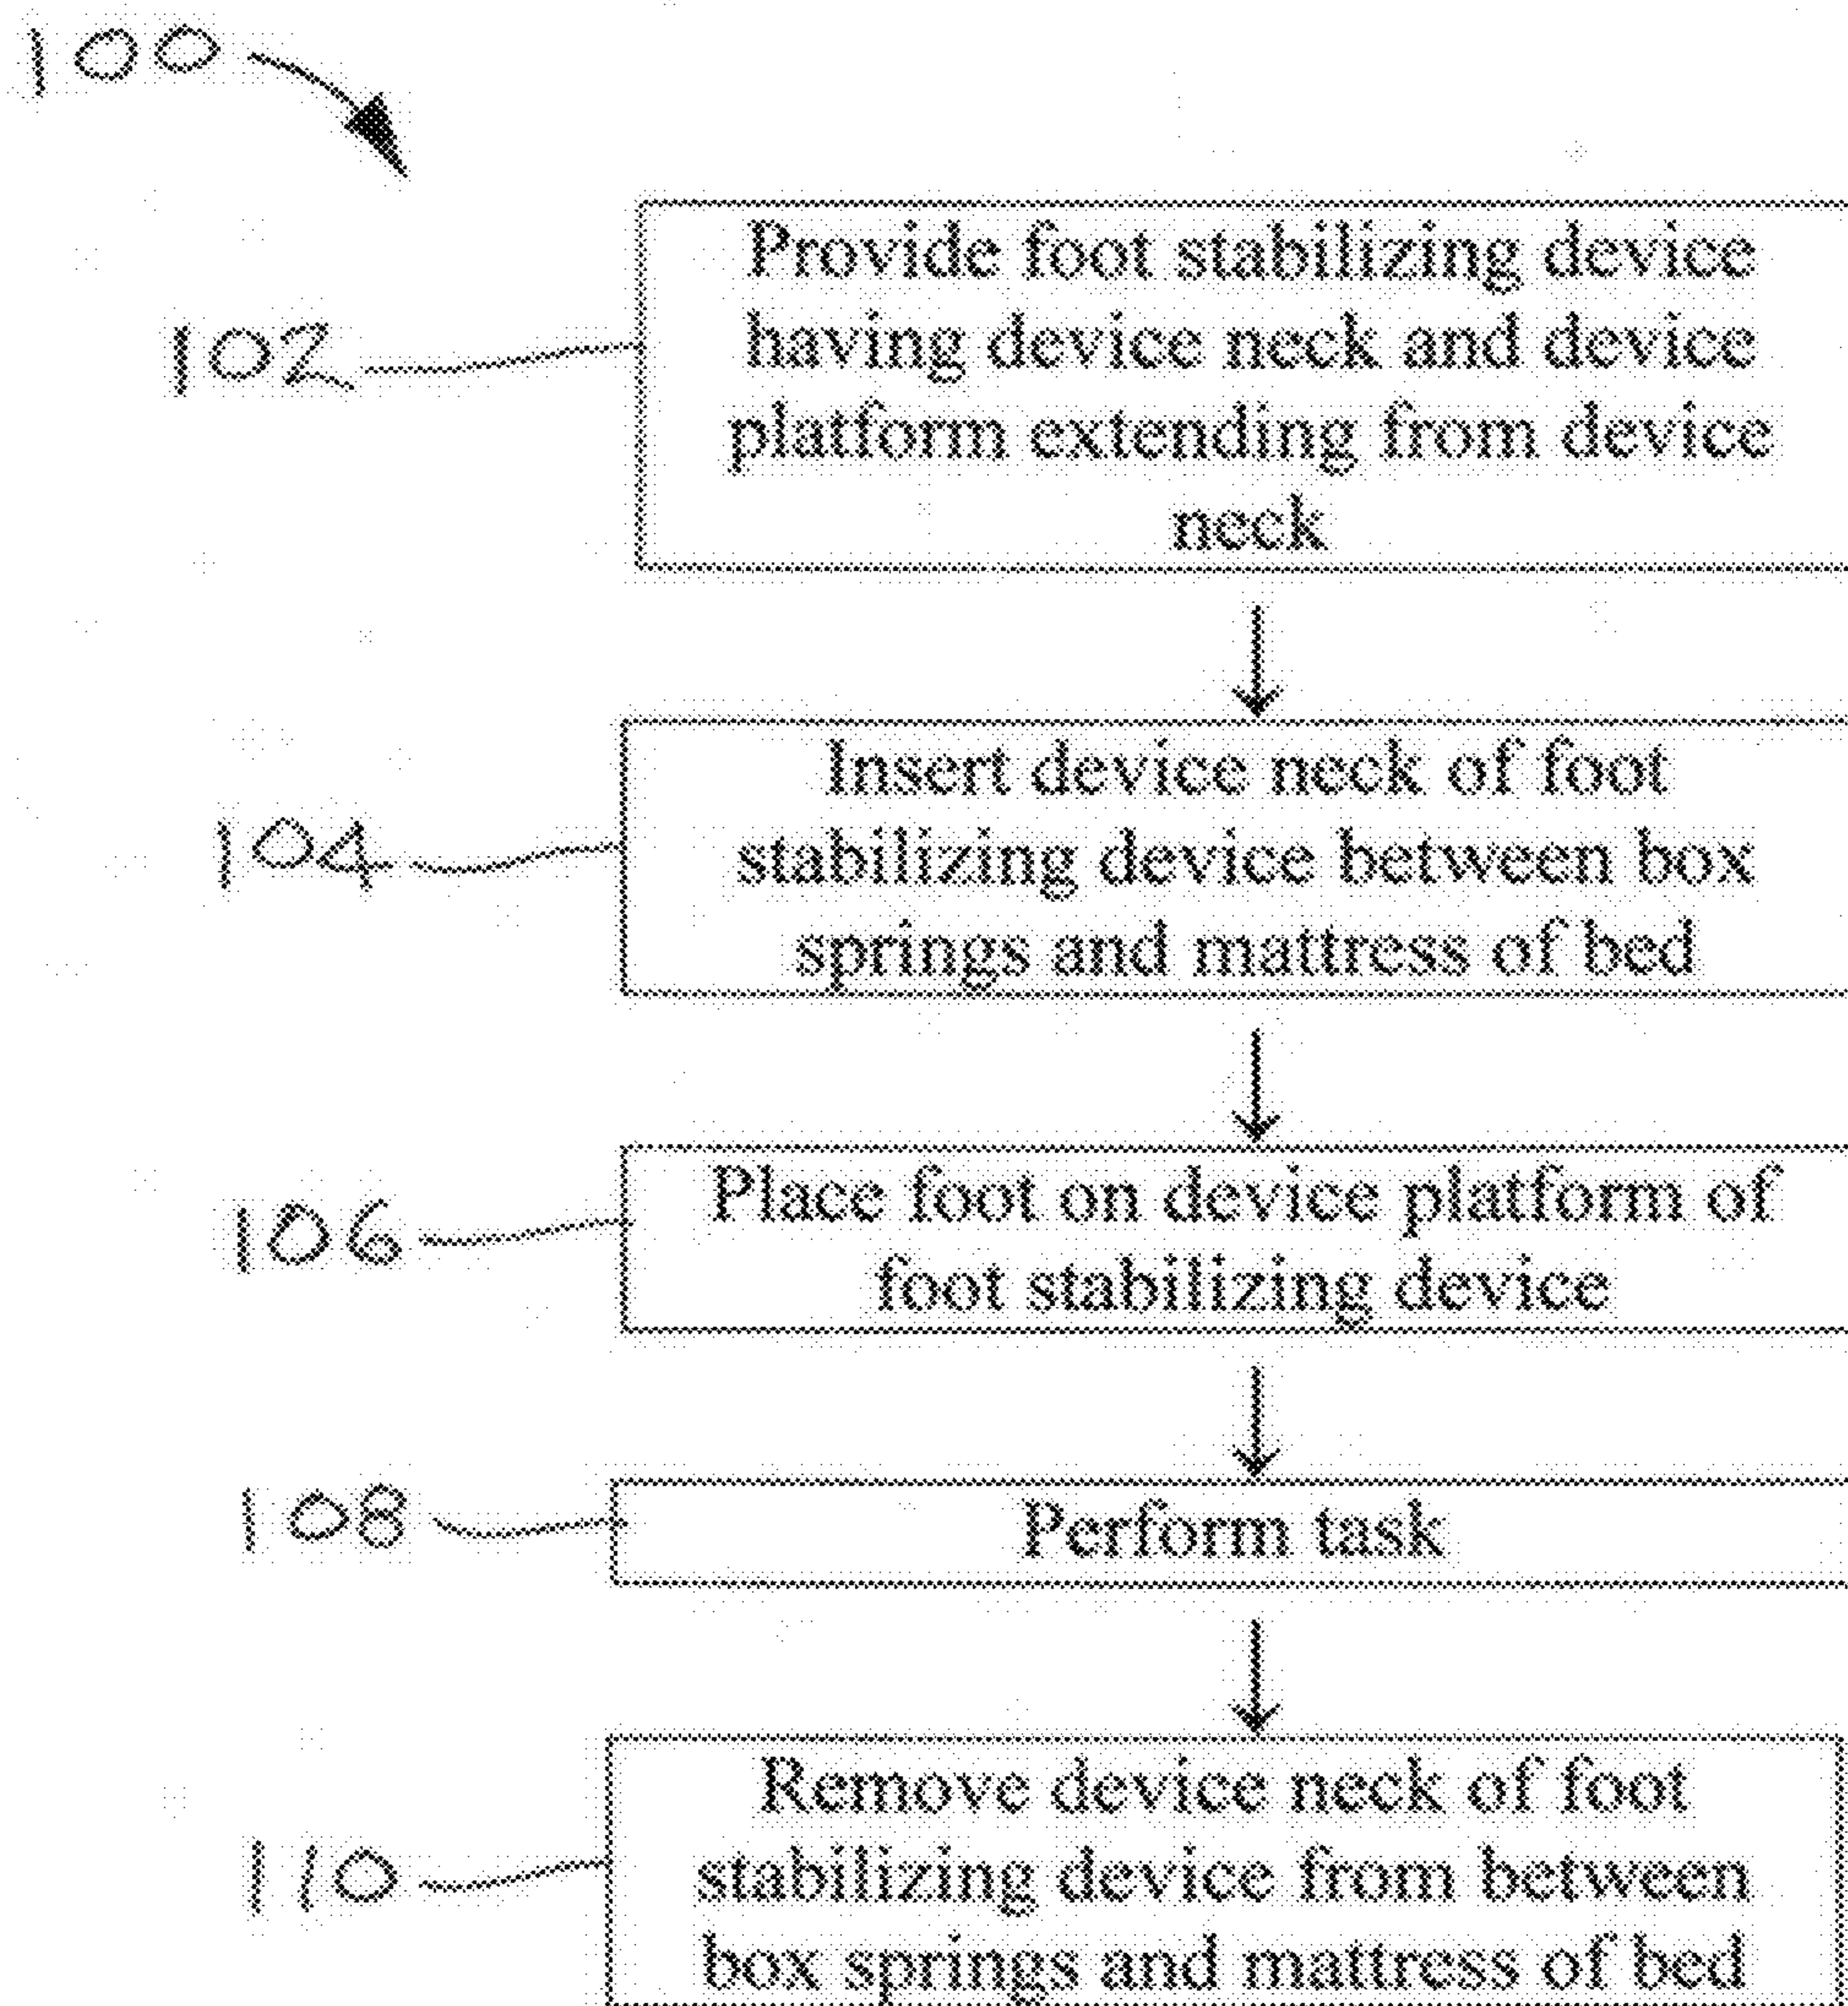 100
102
Provide foot stabilizing device
having device neck and device
platform extending from device
neck
104
Insert device neck of foot
stabilizing device between box
springs and mattress of bed
106
Place foot on device platform of
foot stabilizing device
108
Perform task
110
Remove device neck of foot
stabilizing device from between
box springs and mattress of bed